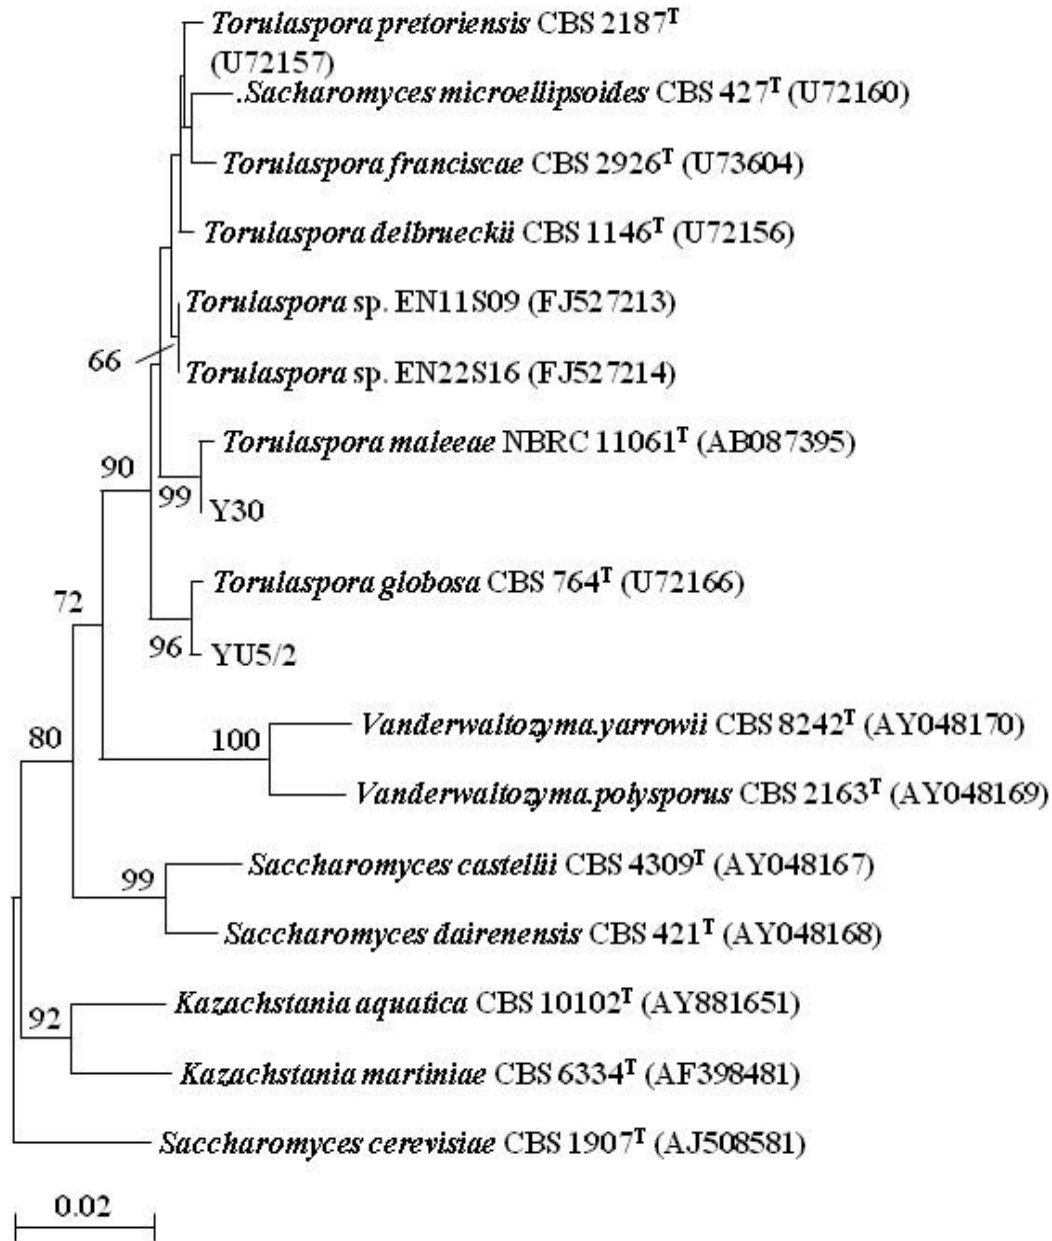 Torulaspora pretoriensis CBS 2187ᵀ
(U72157)
.Sacharomyces microellipsoides CBS 427ᵀ (U72160)
Torulaspora franciscae CBS 2926ᵀ (U73604)
Torulaspora delbrueckii CBS 1146ᵀ (U72156)
Torulaspora sp. EN11S09 (FJ527213)
66
Torulaspora sp. EN22S16 (FJ527214)
Torulaspora maleeae NBRC 11061ᵀ (AB087395)
90
99
Y30
Torulaspora globosa CBS 764ᵀ (U72166)
72
96
YU5/2
Vanderwaltozyma.yarrowii CBS 8242ᵀ (AY048170)
80
100
Vanderwaltozyma.polysporus CBS 2163ᵀ (AY048169)
Saccharomyces castellii CBS 4309ᵀ (AY048167)
99
Saccharomyces dairenensis CBS 421ᵀ (AY048168)
Kazachstania aquatica CBS 10102ᵀ (AY881651)
92
Kazachstania martiniae CBS 6334ᵀ (AF398481)
Saccharomyces cerevisiae CBS 1907ᵀ (AJ508581)
0.02